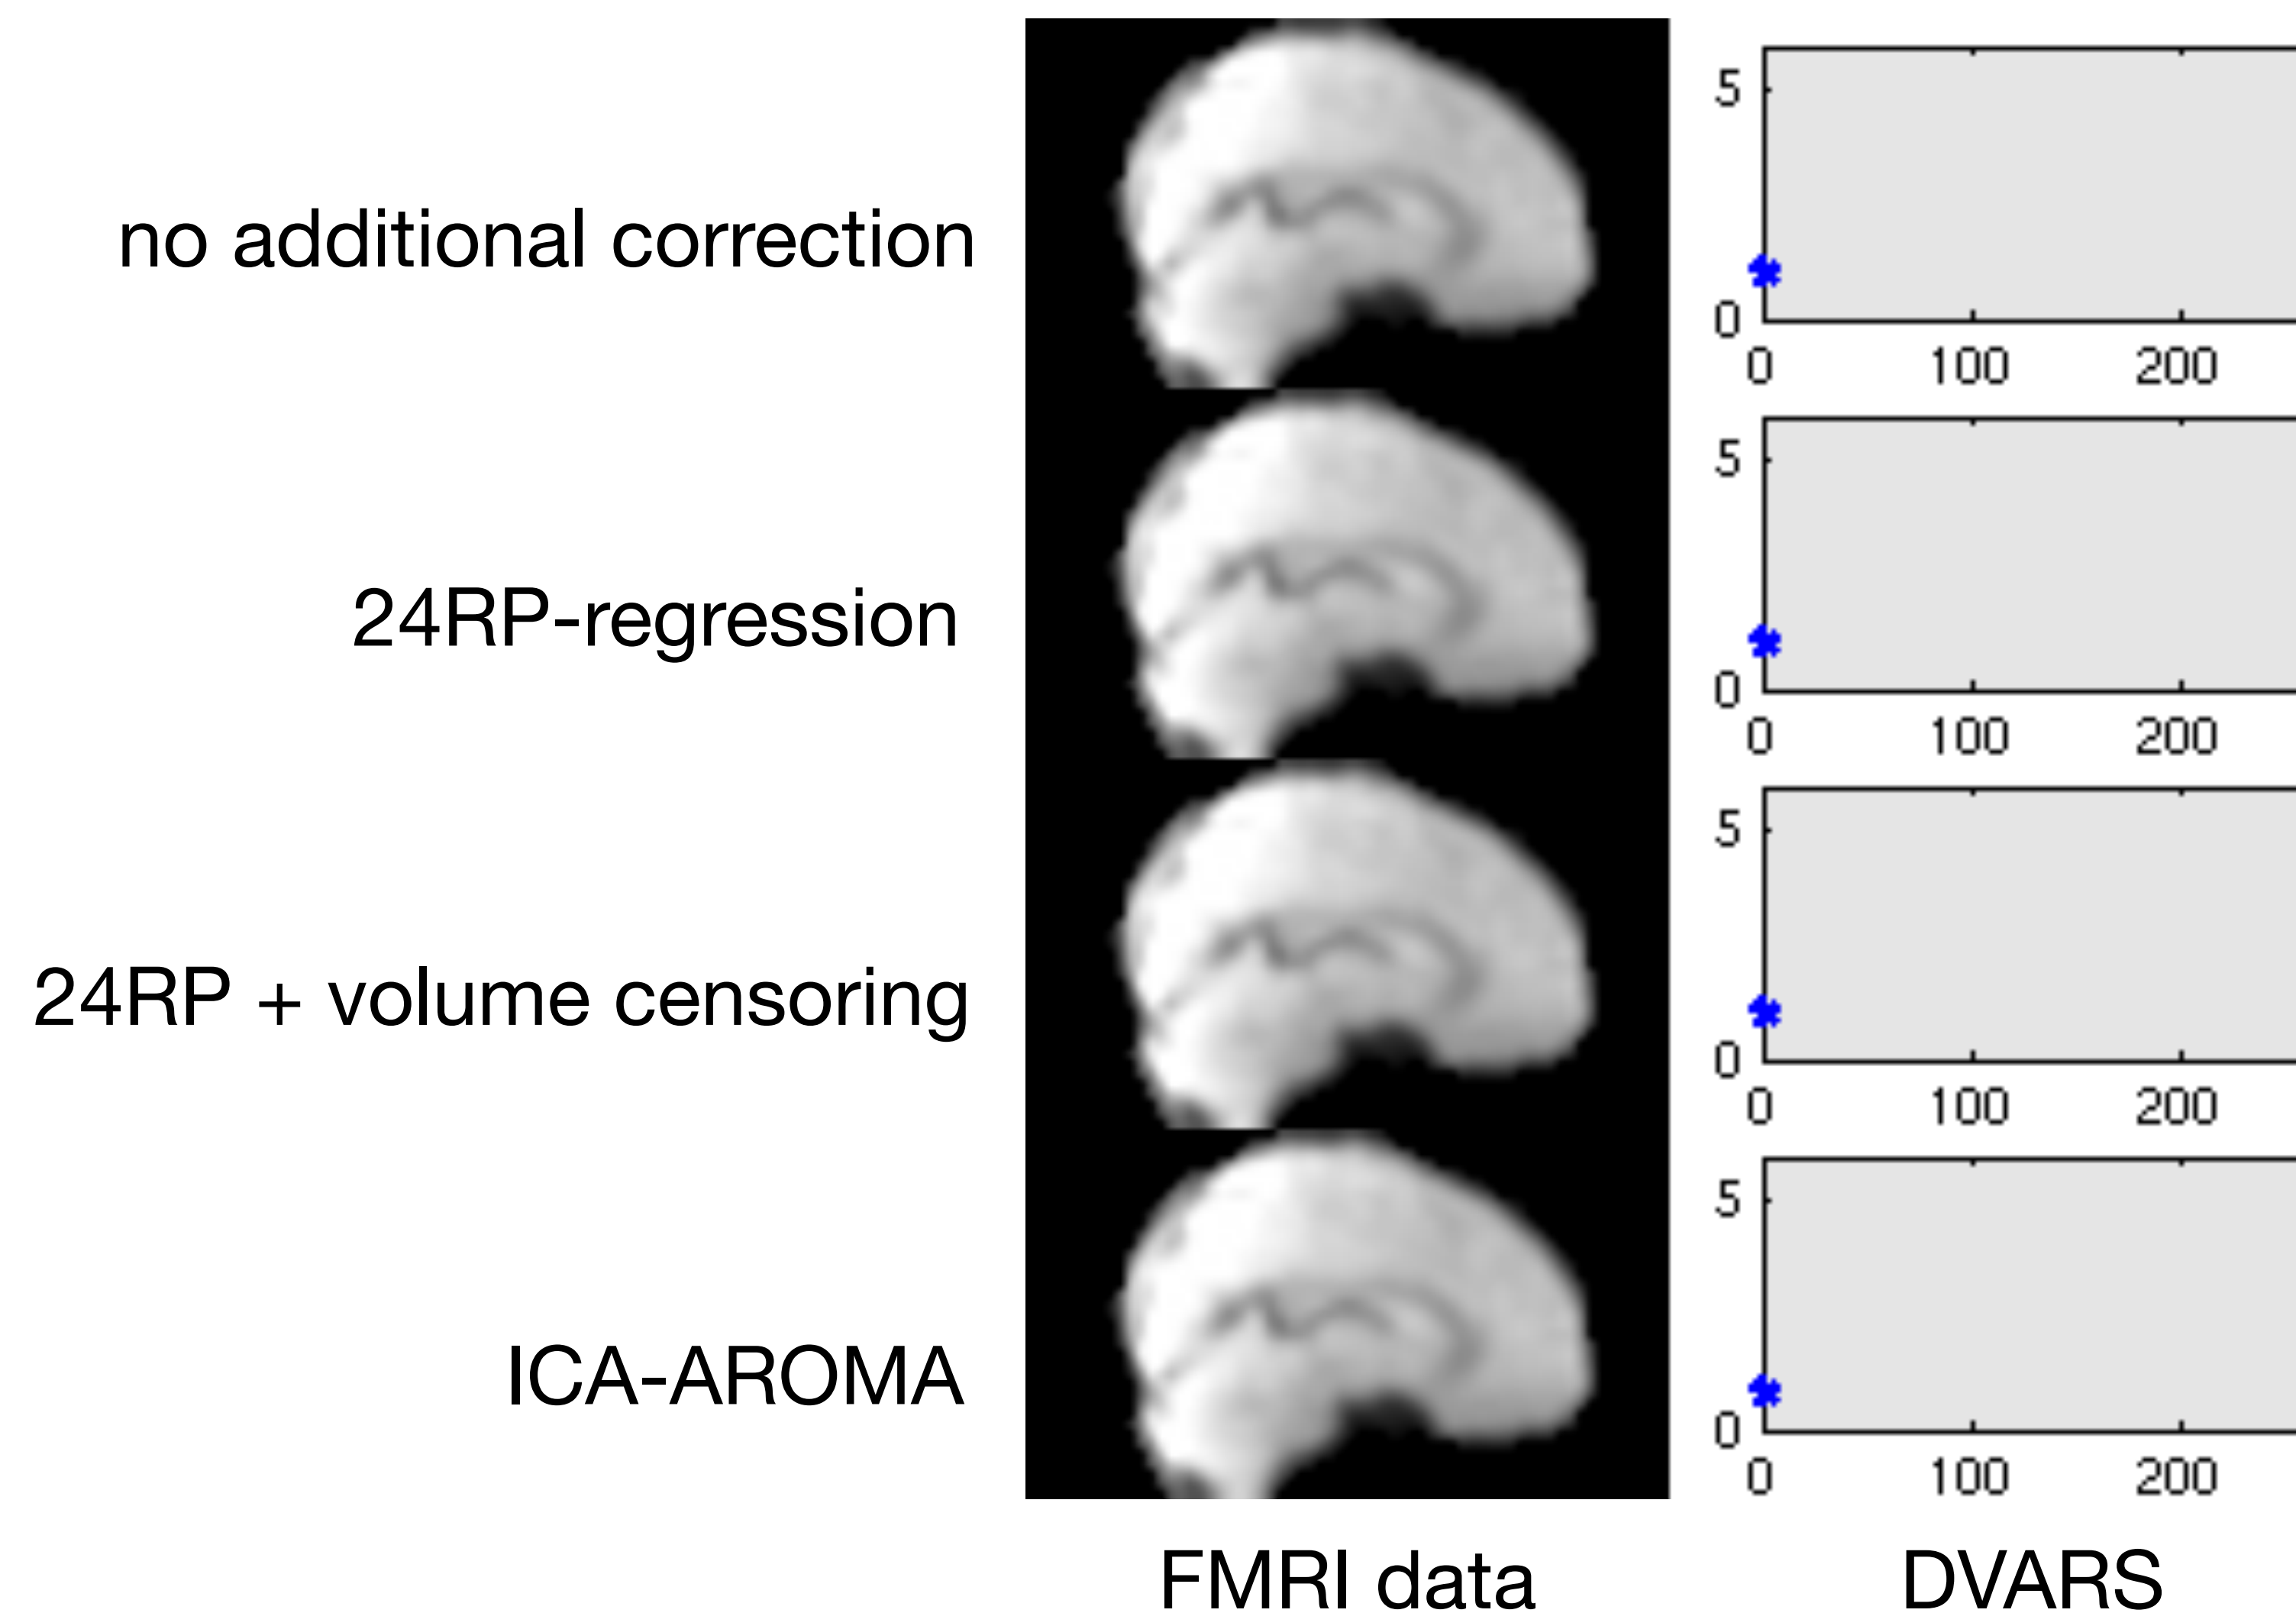 no additional correction
5
0
0 100 200
24RP-regression
5
0
0 100 200
24RP + volume censoring
5
0
0 100 200
ICA-AROMA
5
0
0 100 200
FMRI data
DVARS